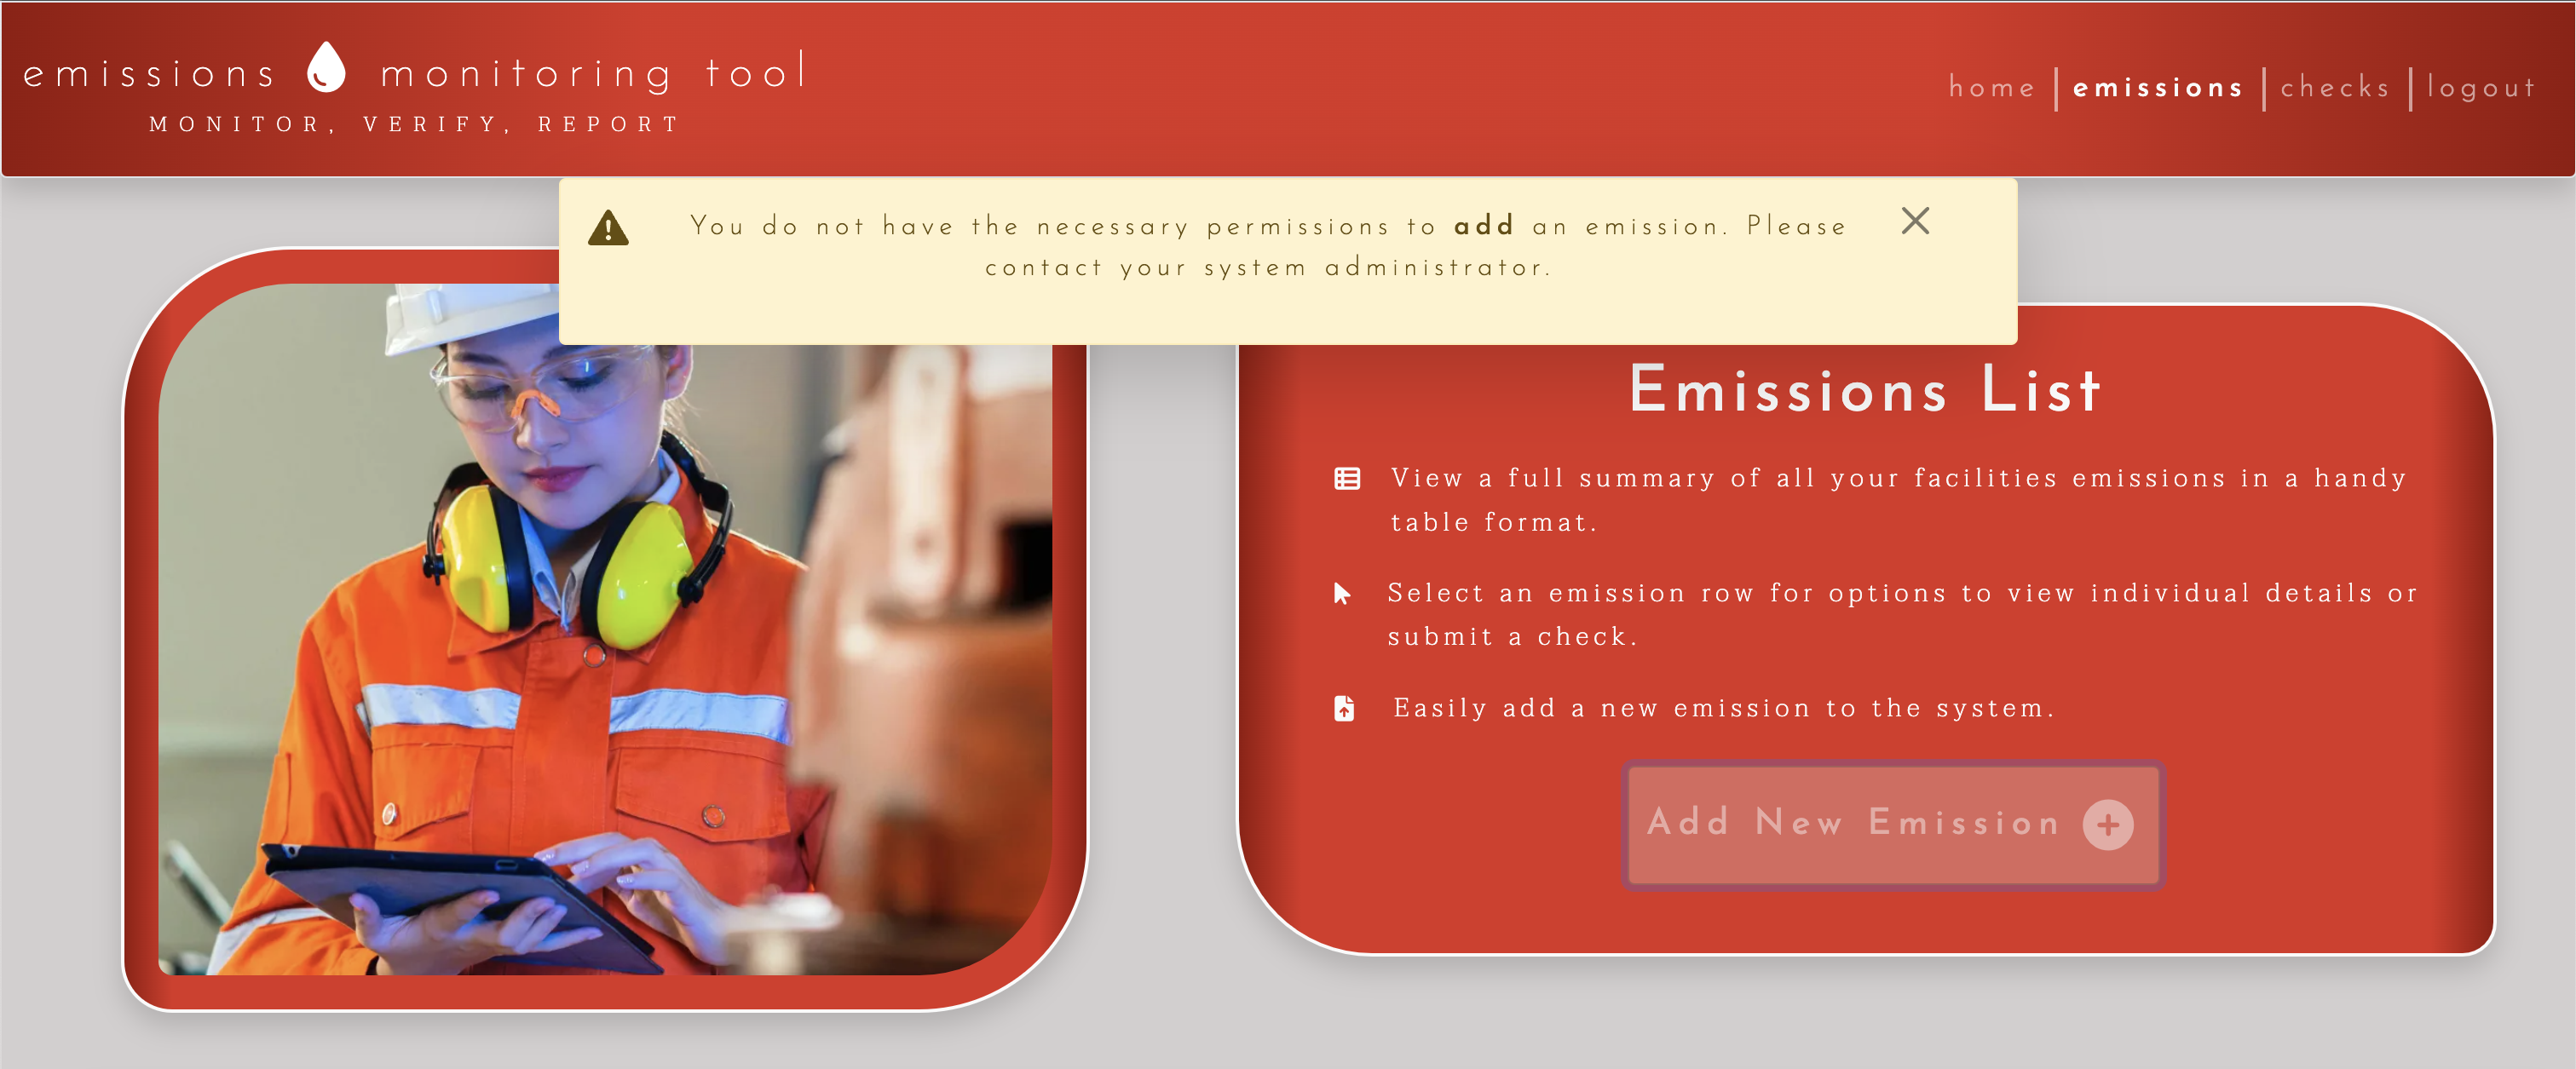 emissions monitoring tool
MONITOR, VERIFY, REPORT
home emissions checks logout
You do not have the necessary permissions to add an emission. Please
contact your system administrator.
Emissions List
View a full summary of all your facilities emissions in a handy
table format.
Select an emission row for options to view individual details or
submit a check.
Easily add a new emission to the system.
Add New Emission